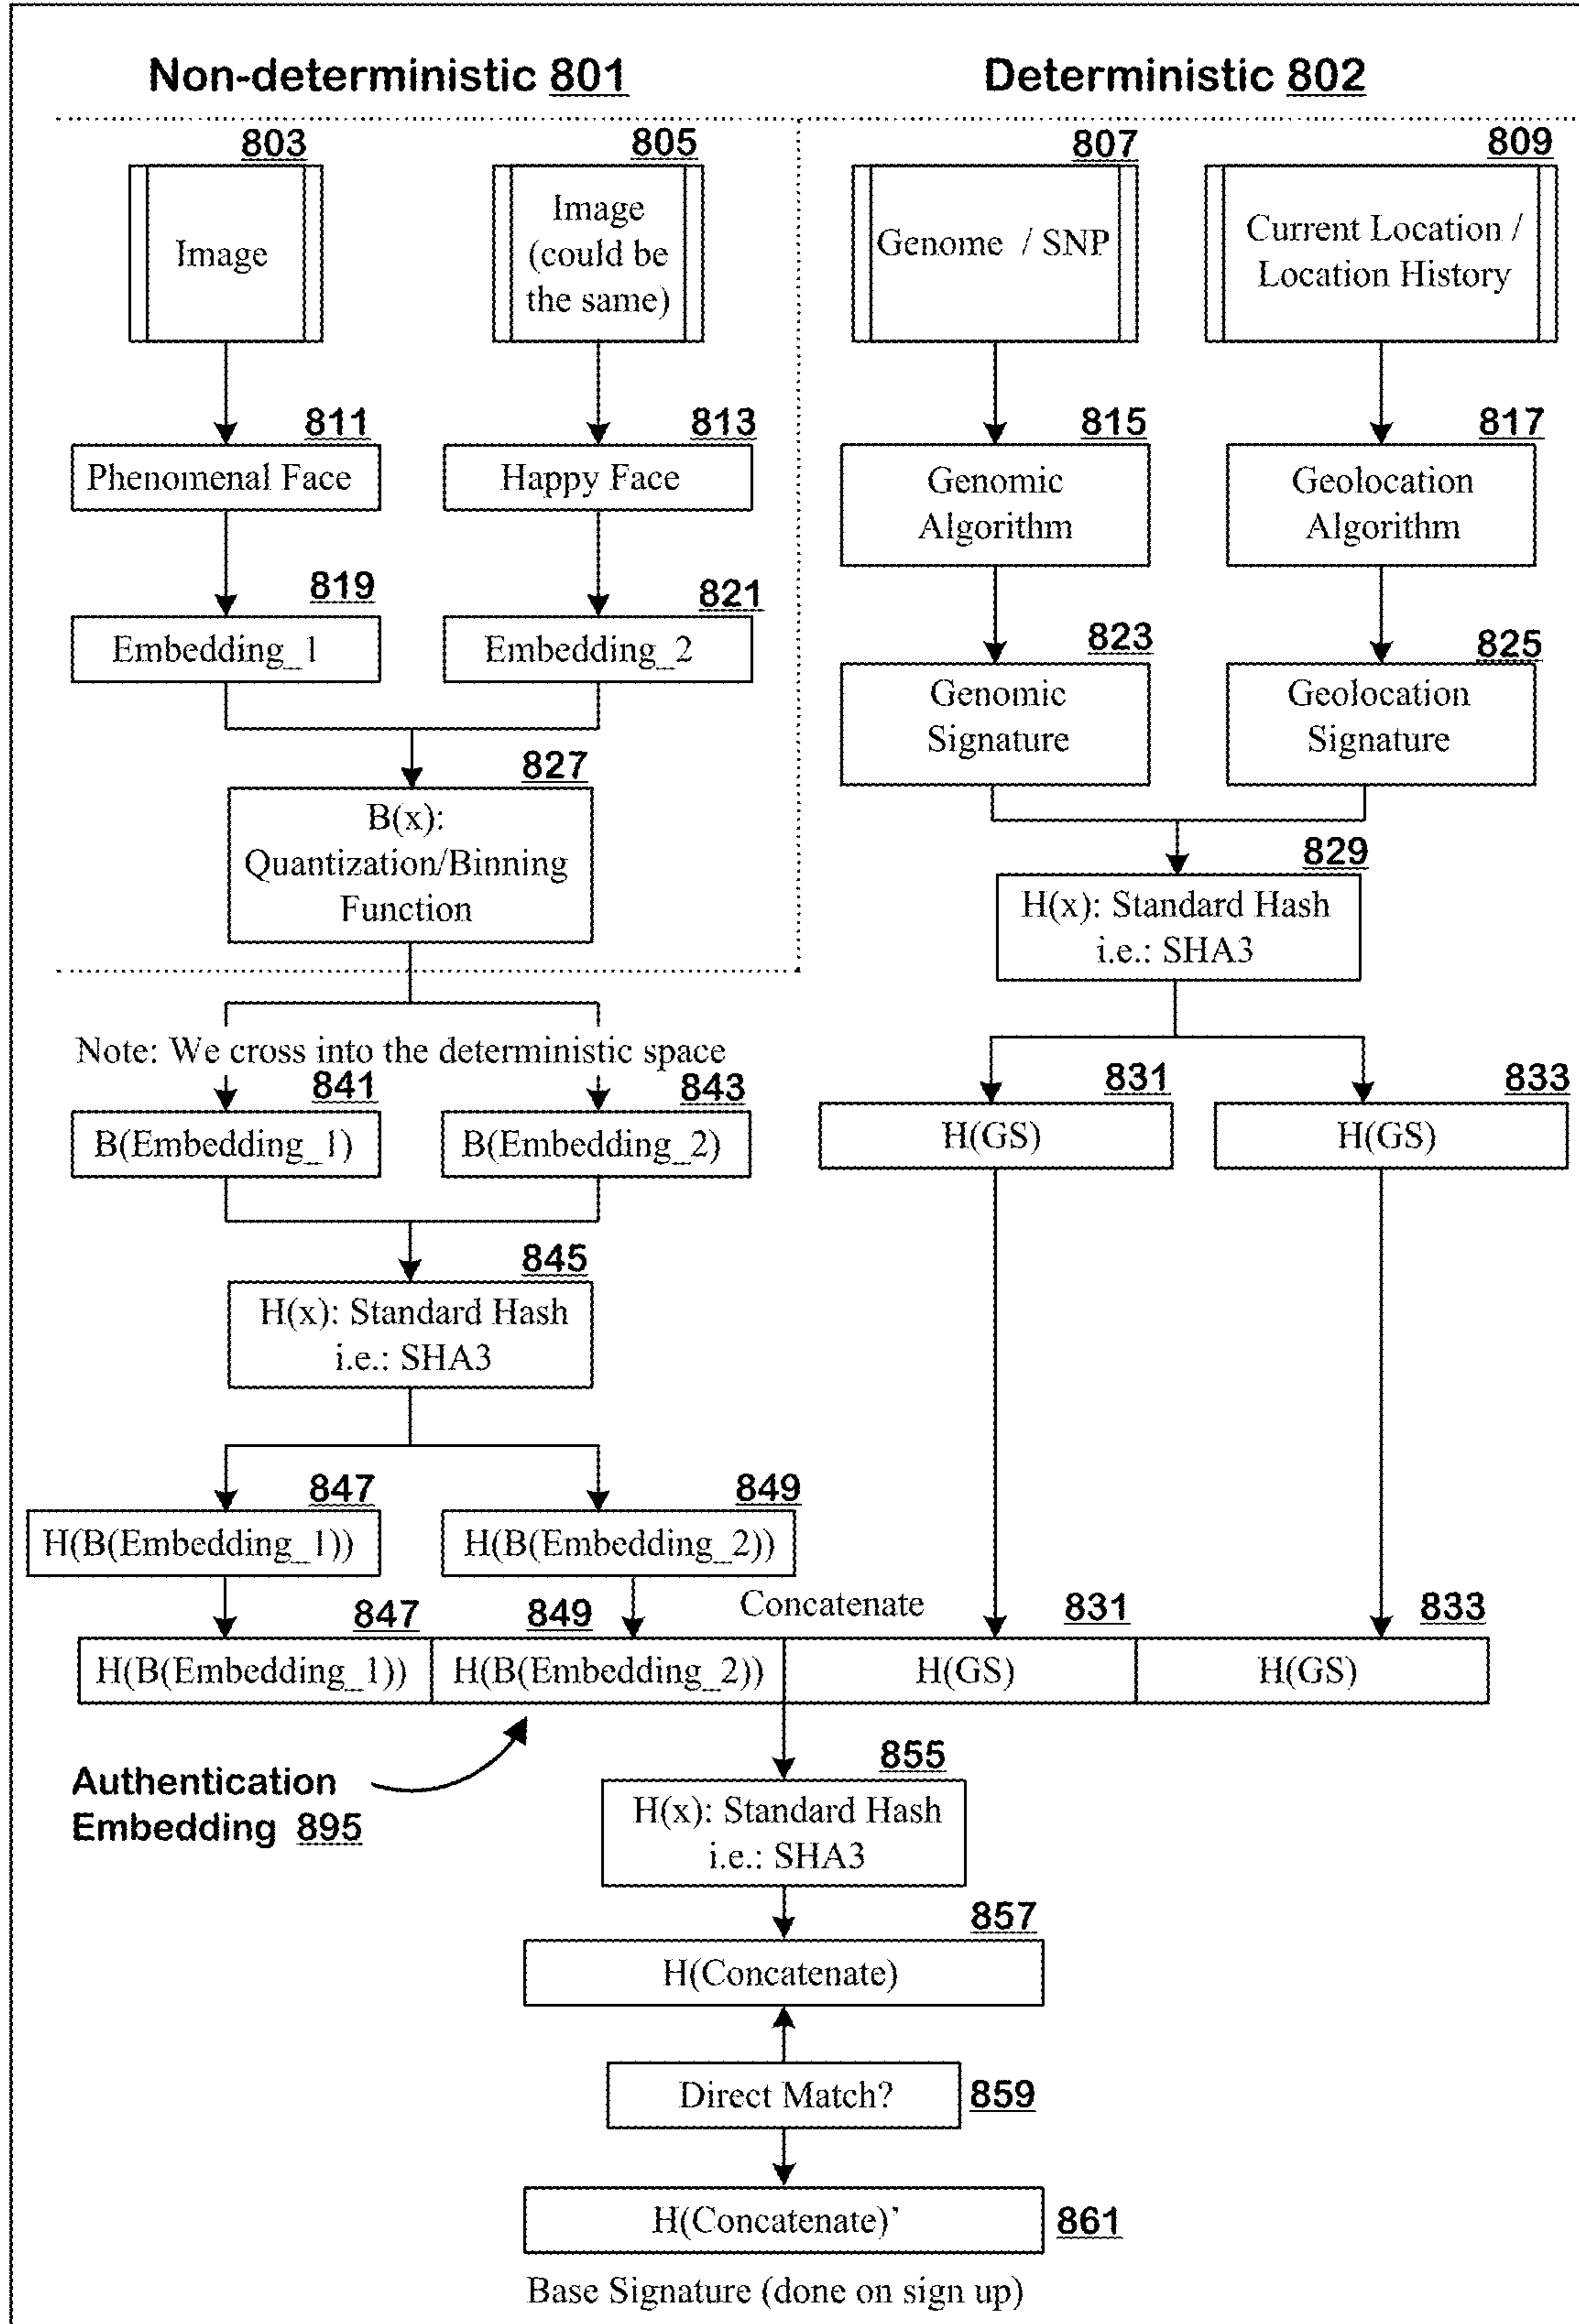 Non-deterministic 801
Deterministic 802
803
805
807
809
Image
Image
(could be
the same)
Genome / SNP
Current Location /
Location History
811
813
815
817
Phenomenal Face
Happy Face
Genomic
Algorithm
Geolocation
Algorithm
819
821
823
825
Embedding_1
Embedding_2
Genomic
Signature
Geolocation
Signature
827
B(x):
Quantization/Binning
Function
829
H(x): Standard Hash
i.e.: SHA3
Note: We cross into the deterministic space
841
843
831
833
B(Embedding_1)
B(Embedding_2)
H(GS)
H(GS)
845
H(x): Standard Hash
i.e.: SHA3
847
849
H(B(Embedding_1))
H(B(Embedding_2))
Concatenate
847
849
831
833
H(B(Embedding_1))
H(B(Embedding_2))
H(GS)
H(GS)
Authentication
Embedding 895
855
H(x): Standard Hash
i.e.: SHA3
857
H(Concatenate)
Direct Match?
859
H(Concatenate)’
861
Base Signature (done on sign up)